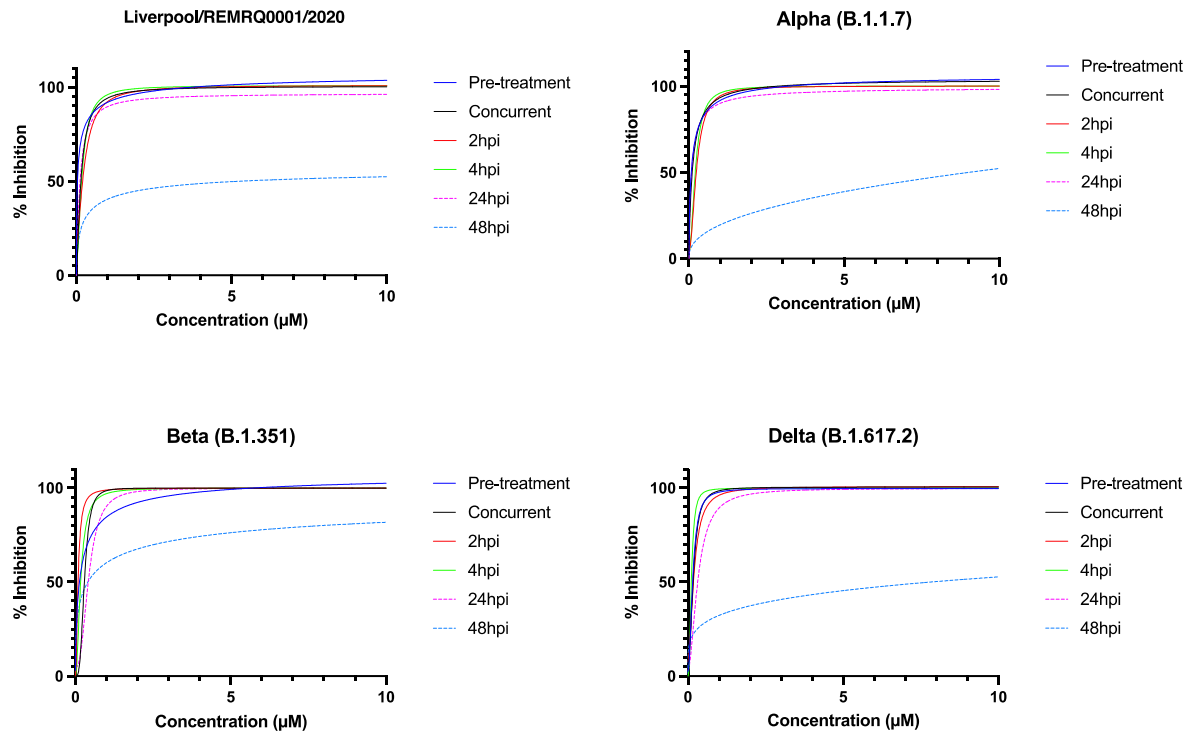 Liverpool/REMRQ0001/2020
% Inhibition
100
50
0
0
5
10
Concentration (µM)
Pre-treatment
Concurrent
2hpi
4hpi
24hpi
48hpi
Alpha (B.1.1.7)
% Inhibition
100
50
0
0
5
10
Concentration (µM)
Pre-treatment
Concurrent
2hpi
4hpi
24hpi
48hpi
Beta (B.1.351)
% Inhibition
100
50
0
0
5
10
Concentration (µM)
Pre-treatment
Concurrent
2hpi
4hpi
24hpi
48hpi
Delta (B.1.617.2)
% Inhibition
100
50
0
0
5
10
Concentration (µM)
Pre-treatment
Concurrent
2hpi
4hpi
24hpi
48hpi